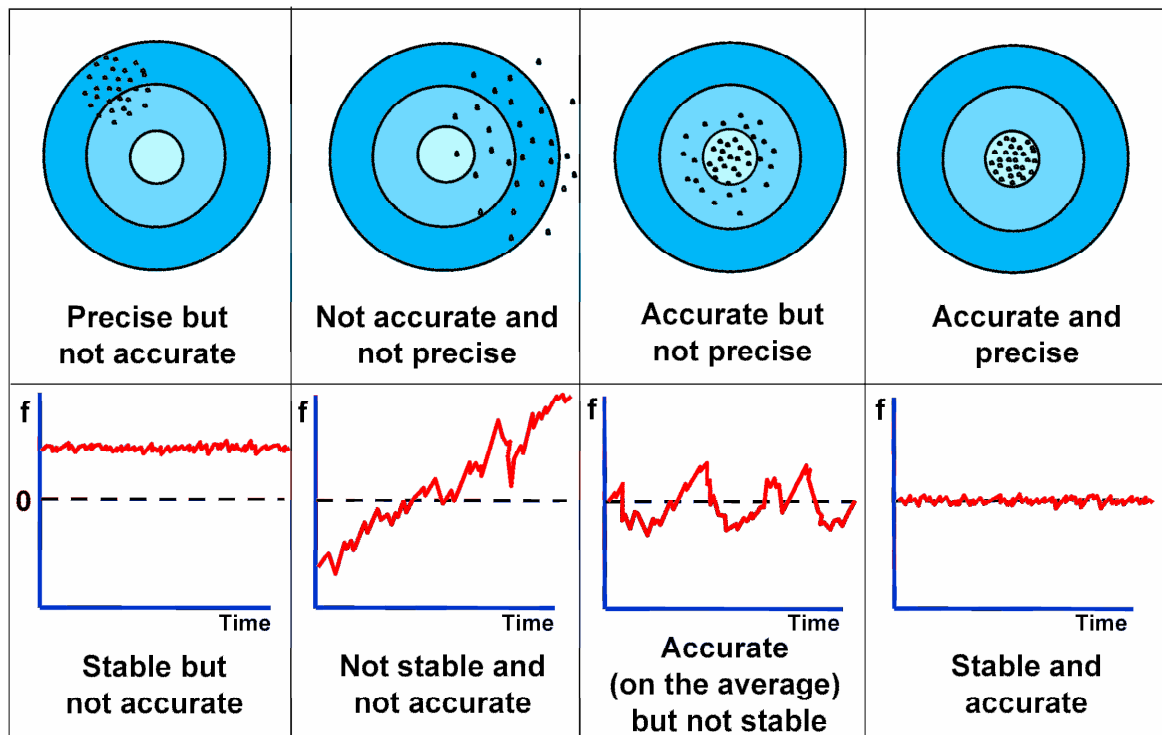 Precise but
not accurate
Not accurate and
not precise
Accurate but
not precise
Accurate and
precise
f
0
Time
Stable but
not accurate
f
Time
Not stable and
not accurate
f
0
Time
Accurate
(on the average)
but not stable
f
0
Time
Stable and
accurate